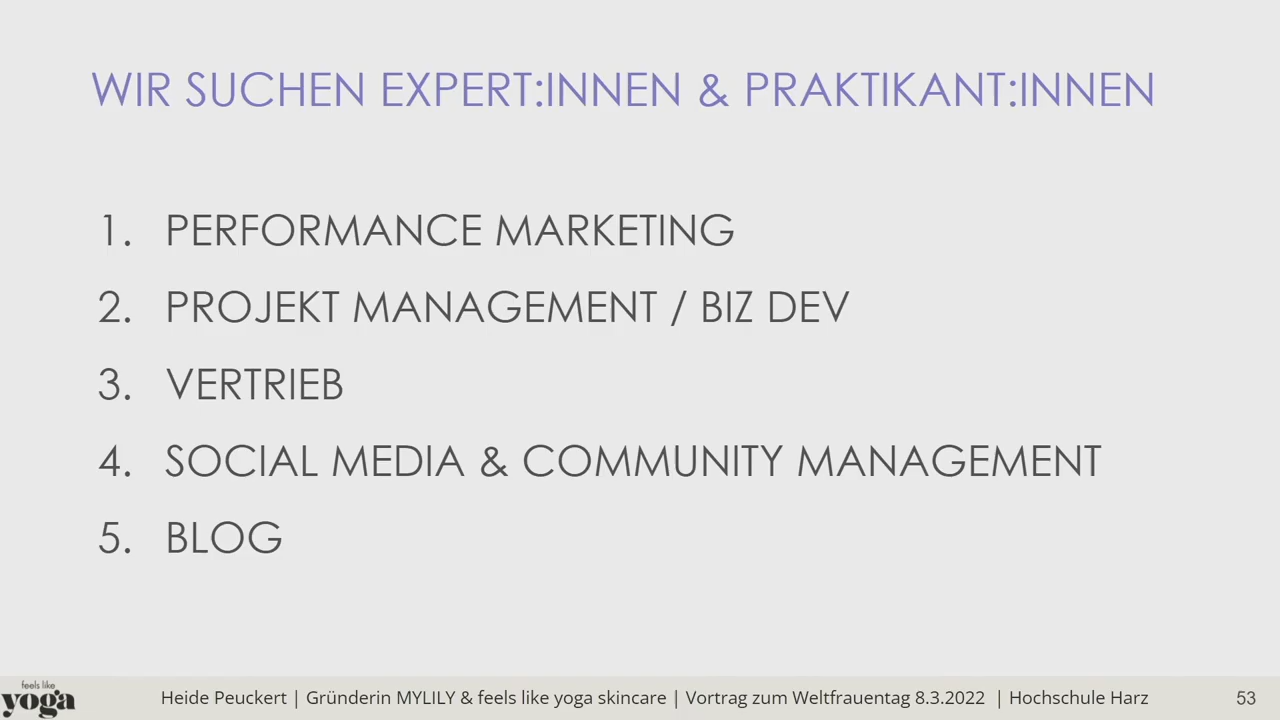 WIR SUCHEN EXPERT:INNEN & PRAKTIKANT:INNEN
1. PERFORMANCE MARKETING
2. PROJEKT MANAGEMENT / BIZ DEV
3. VERTRIEB
4. SOCIAL MEDIA & COMMUNITY MANAGEMENT
5. BLOG
feels like
yoga
Heide Peuckert | Gründerin MYLILY & feels like yoga skincare | Vortrag zum Weltfrauentag 8.3.2022 | Hochschule Harz
53